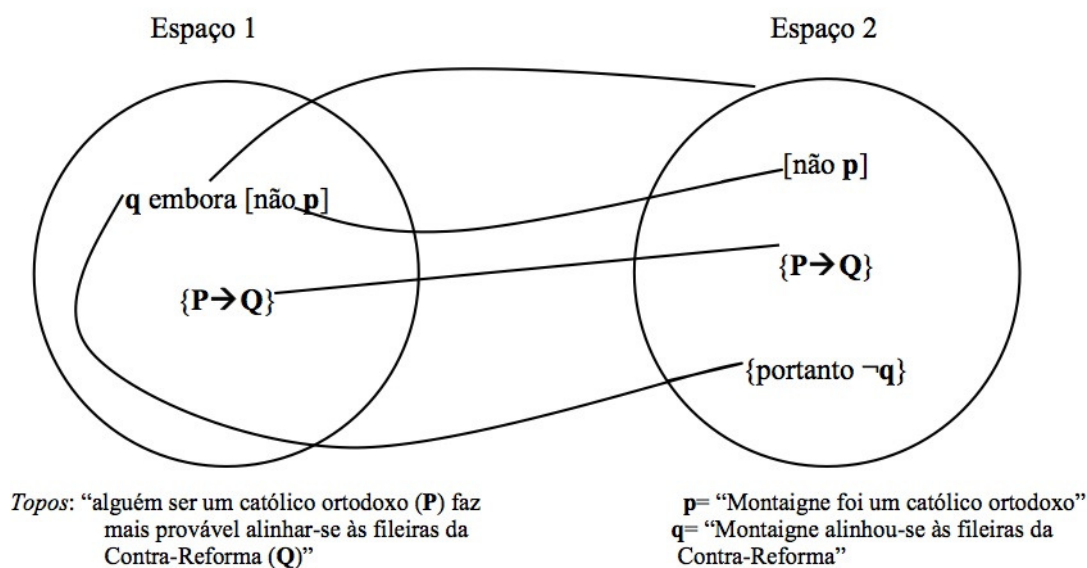 Espaço 1
Espaço 2
q embora [não p]
[não p]
{P→Q}
{P→Q}
{portanto ¬q}
Topos: “alguém ser um católico ortodoxo (P) faz
mais provável alinhar-se às fileiras da
Contra-Reforma (Q)”
p= “Montaigne foi um católico ortodoxo”
q= “Montaigne alinhou-se às fileiras da
Contra-Reforma”